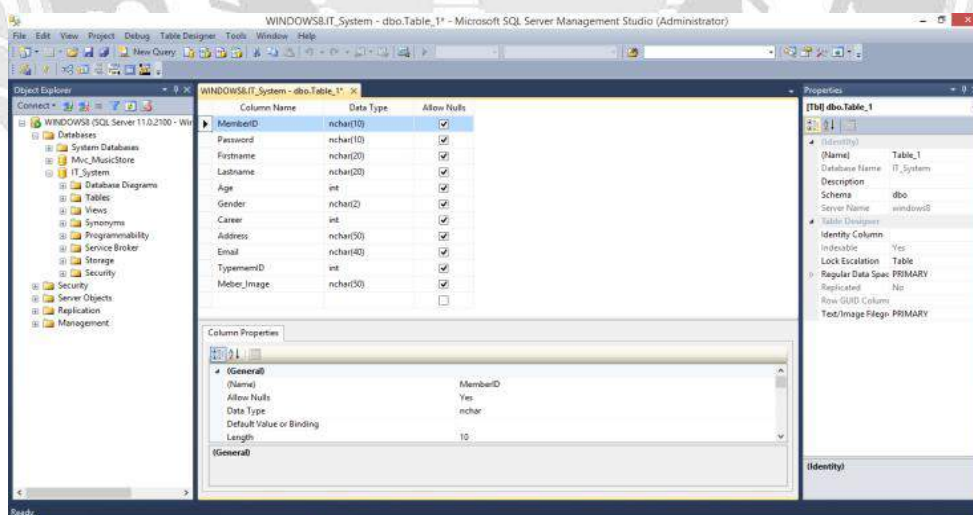 WINDOWS8.IT_System - dbo.Table_1* - Microsoft SQL Server Management Studio (Administrator)
File Edit View Project Debug Table Designer Tools Window Help
New Query
Object Explorer
WINDOWS8.IT_System - dbo.Table_1*
Properties
Connect
Column Name Data Type Allow Nulls
[Tbl] dbo.Table_1
WINDOWS8 (SQL Server 11.0.2100 - Wir
Databases
System Databases
Mvc_MusicStore
IT_System
Database Diagrams
Tables
Views
Synonyms
Programmability
Service Broker
Storage
Security
Security
Server Objects
Replication
Management
MemberID nchar(10)
Password nchar(10)
Firstname nchar(20)
Lastname nchar(20)
Age int
Gender nchar(2)
Career int
Address nchar(50)
Email nchar(40)
TypememID int
Meber_Image nchar(50)
(Identity)
(Name) Table_1
Database Name IT_System
Description
Schema dbo
Server Name windows8
Table Designer
Identity Column
Indexable Yes
Lock Escalation Table
Regular Data Spac PRIMARY
Replicated No
Row GUID Column
Text/Image Filegr PRIMARY
Column Properties
(General)
(Name) MemberID
Allow Nulls Yes
Data Type nchar
Default Value or Binding
Length 10
(General)
(Identity)
Ready